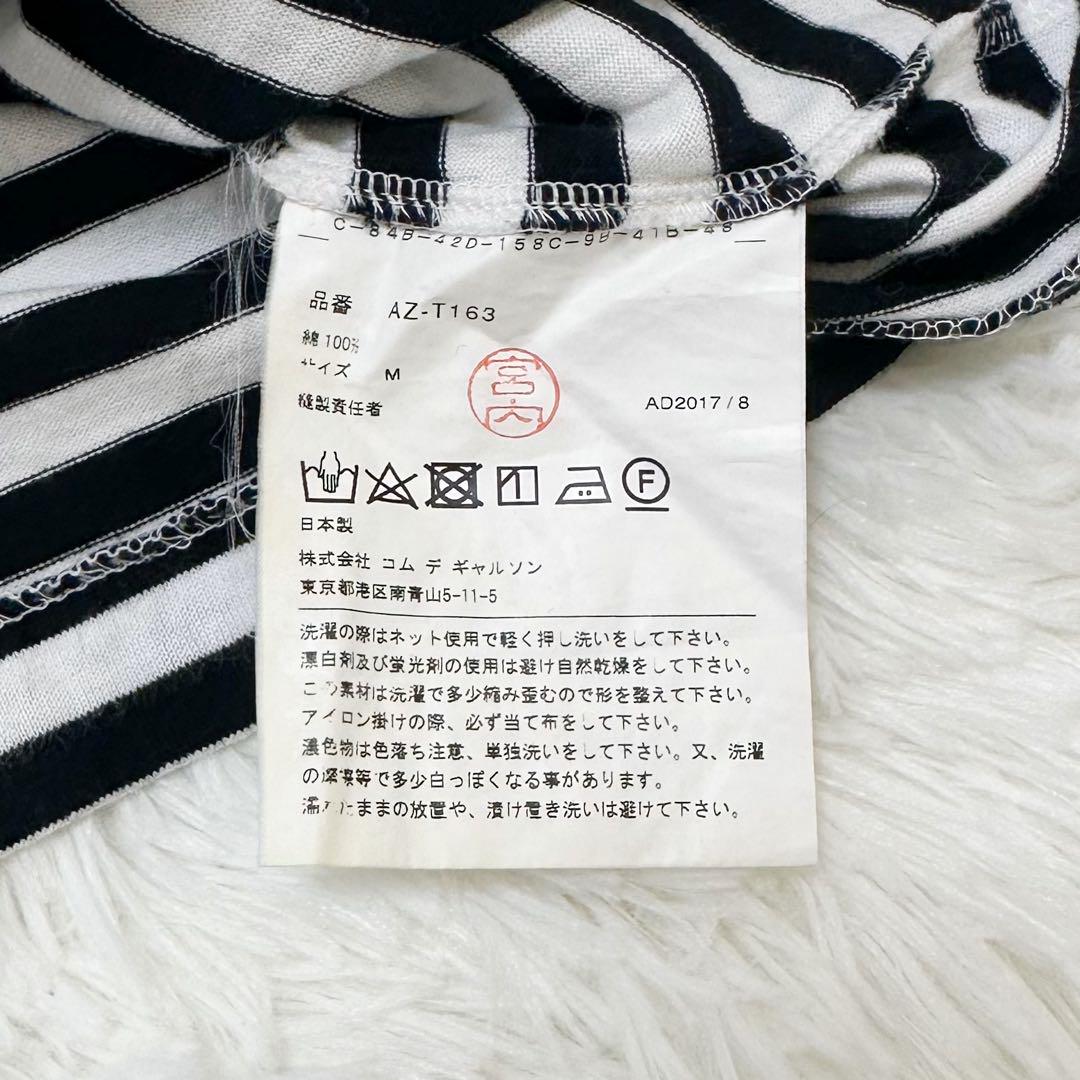 C-84B-42D-158C-9B-41B-48
品番 AZ-T163
綿 100%
サイズ M
宮内
縫製責任者 AD2017/8
F
日本製
株式会社 コム デ ギャルソン
東京都港区南青山5-11-5
洗濯の際はネット使用で軽く押し洗いをして下さい。
漂白剤及び蛍光剤の使用は避け自然乾燥をして下さい。
この素材は洗濯で多少縮み歪むので形を整えて下さい。
アイロン掛けの際、必ず当て布をして下さい。
濃色物は色落ち注意、単独洗いをして下さい。又、洗濯
の摩擦等で多少白っぽくなる事があります。
濡れたままの放置や、漬け置き洗いは避けて下さい。